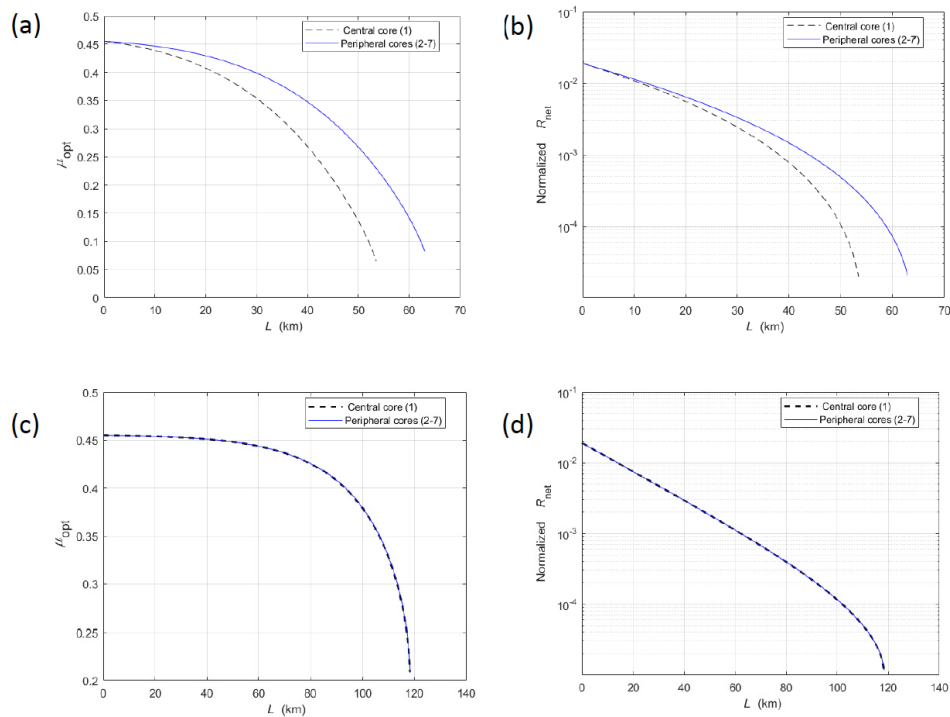 (a)
0.5
0.45
0.4
0.35
0.3
0.25
0.2
0.15
0.1
0.05
0
μopt
Central core (1)
Peripheral cores (2-7)
0 10 20 30 40 50 60 70
L (km)
(b)
10-1
10-2
10-3
10-4
Normalized Rnet
Central core (1)
Peripheral cores (2-7)
0 10 20 30 40 50 60 70
L (km)
(c)
0.5
0.45
0.4
0.35
0.3
0.25
0.2
μopt
Central core (1)
Peripheral cores (2-7)
0 20 40 60 80 100 120 140
L (km)
(d)
10-1
10-2
10-3
10-4
Normalized Rnet
Central core (1)
Peripheral cores (2-7)
0 20 40 60 80 100 120 140
L (km)